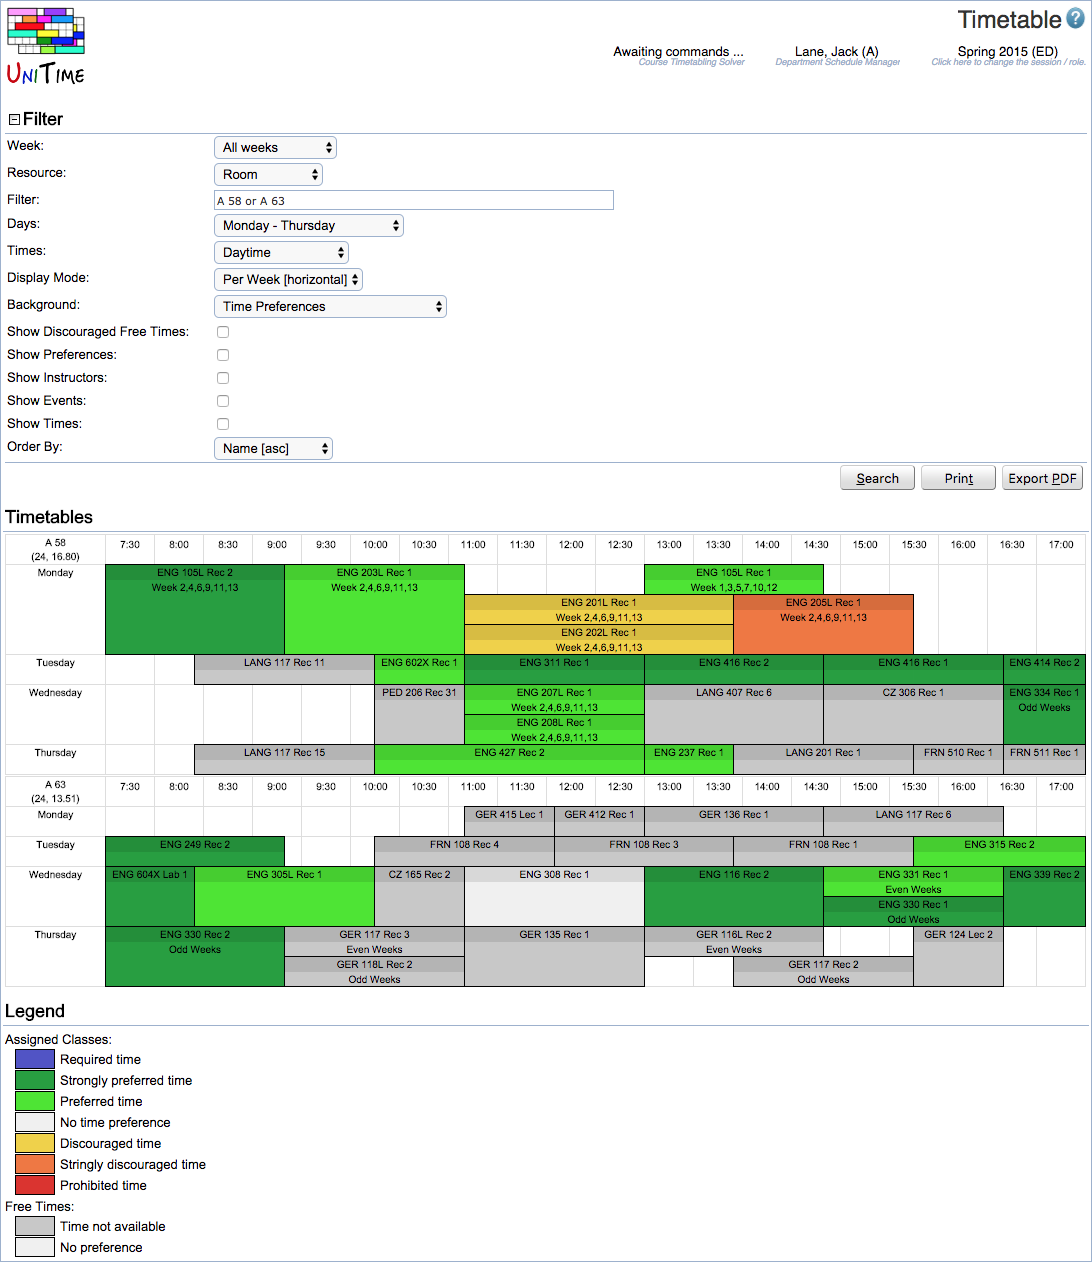 Timetable ?
UniTime
Awaiting commands ... Lane, Jack (A) Spring 2015 (ED)
Course Timetabling Solver Department Schedule Manager Click here to change the session / role.
Filter
Week: All weeks
Resource: Room
Filter: A 58 or A 63
Days: Monday - Thursday
Times: Daytime
Display Mode: Per Week [horizontal]
Background: Time Preferences
Show Discouraged Free Times:
Show Preferences:
Show Instructors:
Show Events:
Show Times:
Order By: Name [asc]
Search Print Export PDF
Timetables
A 58 7:30 8:00 8:30 9:00 9:30 10:00 10:30 11:00 11:30 12:00 12:30 13:00 13:30 14:00 14:30 15:00 15:30 16:00 16:30 17:00
(24, 16.80)
Monday ENG 105L Rec 2 ENG 203L Rec 1 ENG 105L Rec 1
Week 2,4,6,9,11,13 Week 2,4,6,9,11,13 Week 1,3,5,7,10,12
ENG 201L Rec 1 ENG 205L Rec 1
Week 2,4,6,9,11,13 Week 2,4,6,9,11,13
ENG 202L Rec 1
Week 2,4,6,9,11,13
Tuesday LANG 117 Rec 11 ENG 602X Rec 1 ENG 311 Rec 1 ENG 416 Rec 2 ENG 416 Rec 1 ENG 414 Rec 2
Wednesday PED 206 Rec 31 ENG 207L Rec 1 LANG 407 Rec 6 CZ 306 Rec 1 ENG 334 Rec 1
Week 2,4,6,9,11,13 Odd Weeks
ENG 208L Rec 1
Week 2,4,6,9,11,13
Thursday LANG 117 Rec 15 ENG 427 Rec 2 ENG 237 Rec 1 LANG 201 Rec 1 FRN 510 Rec 1 FRN 511 Rec 1
A 63 7:30 8:00 8:30 9:00 9:30 10:00 10:30 11:00 11:30 12:00 12:30 13:00 13:30 14:00 14:30 15:00 15:30 16:00 16:30 17:00
(24, 13.51)
Monday GER 415 Lec 1 GER 412 Rec 1 GER 136 Rec 1 LANG 117 Rec 6
Tuesday ENG 249 Rec 2 FRN 108 Rec 4 FRN 108 Rec 3 FRN 108 Rec 1 ENG 315 Rec 2
Wednesday ENG 604X Lab 1 ENG 305L Rec 1 CZ 165 Rec 2 ENG 308 Rec 1 ENG 116 Rec 2 ENG 331 Rec 1 ENG 339 Rec 2
Even Weeks
ENG 330 Rec 1
Odd Weeks
Thursday ENG 330 Rec 2 GER 117 Rec 3 GER 135 Rec 1 GER 116L Rec 2 GER 124 Lec 2
Odd Weeks Even Weeks Even Weeks
GER 118L Rec 2 GER 117 Rec 2
Odd Weeks Odd Weeks
Legend
Assigned Classes:
Required time
Strongly preferred time
Preferred time
No time preference
Discouraged time
Stringly discouraged time
Prohibited time
Free Times:
Time not available
No preference